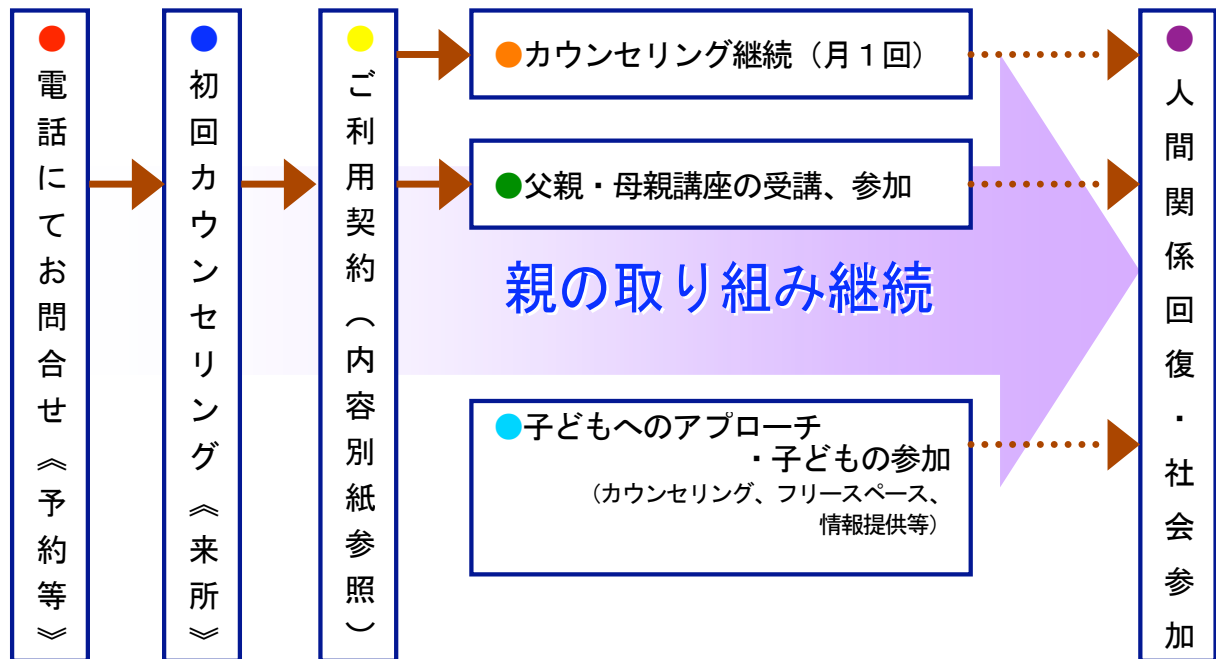 ●電話にてお問合せ《予約等》
●初回カウンセリング《来所》
●ご利用契約（内容別紙参照）
●カウンセリング継続（月１回）
●父親・母親講座の受講、参加
親の取り組み継続
●子どもへのアプローチ
・子どもの参加
（カウンセリング、フリースペース、
情報提供等）
●人間関係回復・社会参加